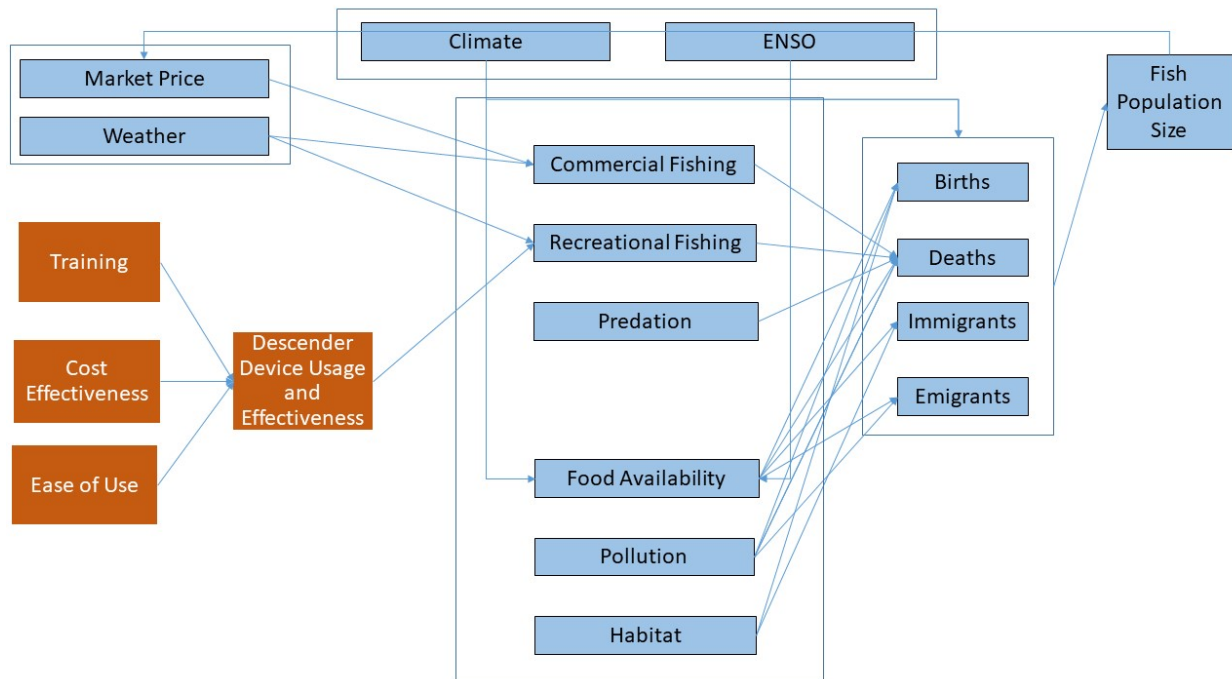 Climate
ENSO
Market Price
Weather
Fish
Population
Size
Commercial Fishing
Births
Recreational Fishing
Deaths
Training
Predation
Immigrants
Descender
Device Usage
and
Effectiveness
Cost
Effectiveness
Emigrants
Food Availability
Ease of Use
Pollution
Habitat